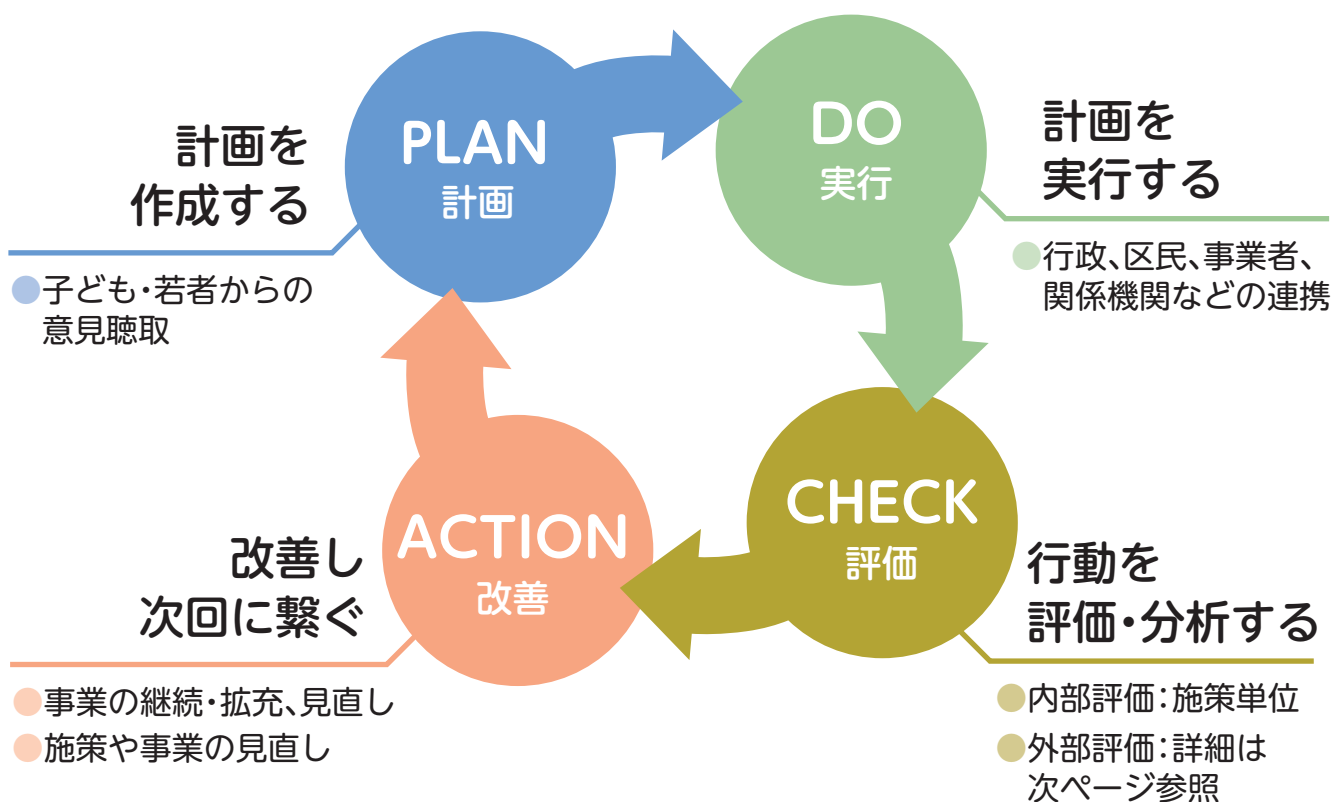 計画を
作成する
●子ども・若者からの
意見聴取
PLAN
計画
DO
実行
計画を
実行する
●行政、区民、事業者、
関係機関などの連携
CHECK
評価
行動を
評価・分析する
●内部評価：施策単位
●外部評価：詳細は
次ページ参照
ACTION
改善
改善し
次回に繋ぐ
●事業の継続・拡充、見直し
●施策や事業の見直し